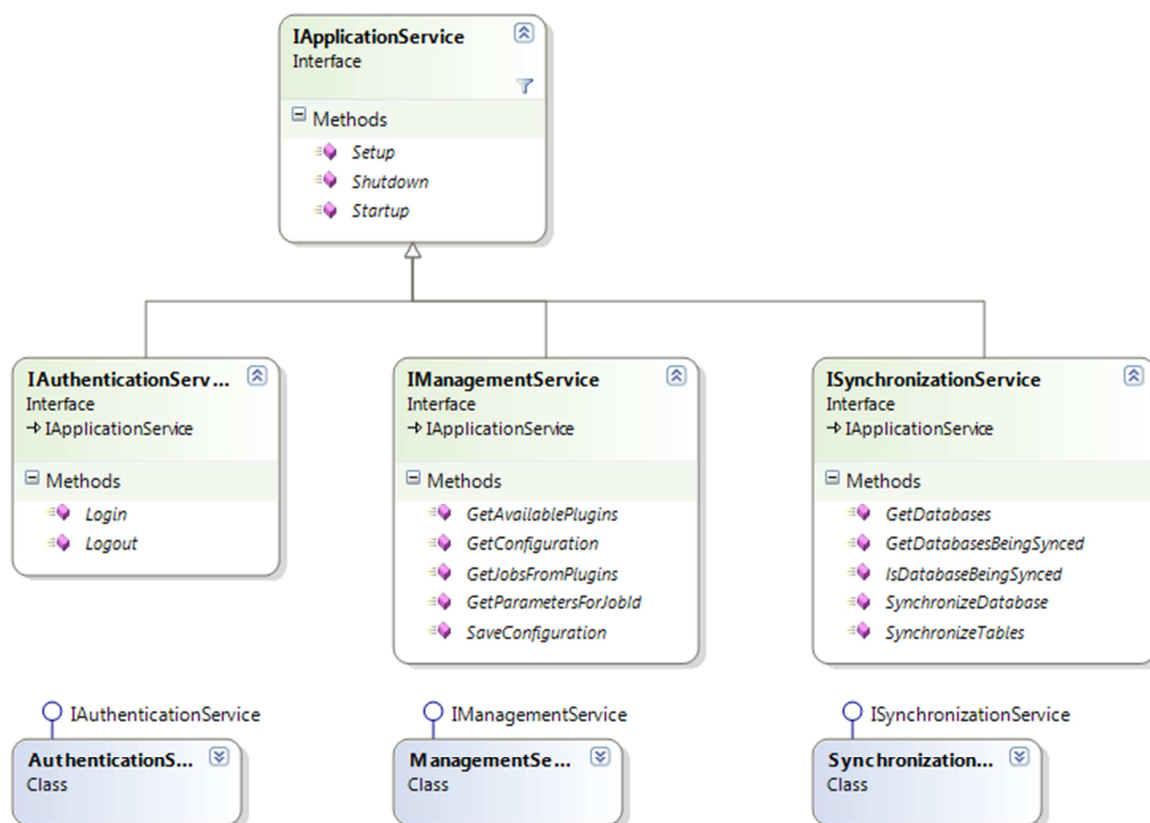 IApplicationService
Interface
Methods
Setup
Shutdown
Startup
IAuthenticationServ...
Interface
IApplicationService
Methods
Login
Logout
IManagementService
Interface
IApplicationService
Methods
GetAvailablePlugins
GetConfiguration
GetJobsFromPlugins
GetParametersForJobId
SaveConfiguration
ISynchronizationService
Interface
IApplicationService
Methods
GetDatabases
GetDatabasesBeingSynced
IsDatabaseBeingSynced
SynchronizeDatabase
SynchronizeTables
IAuthenticationService
AuthenticationS...
Class
IManagementService
ManagementSe...
Class
ISynchronizationService
Synchronization...
Class